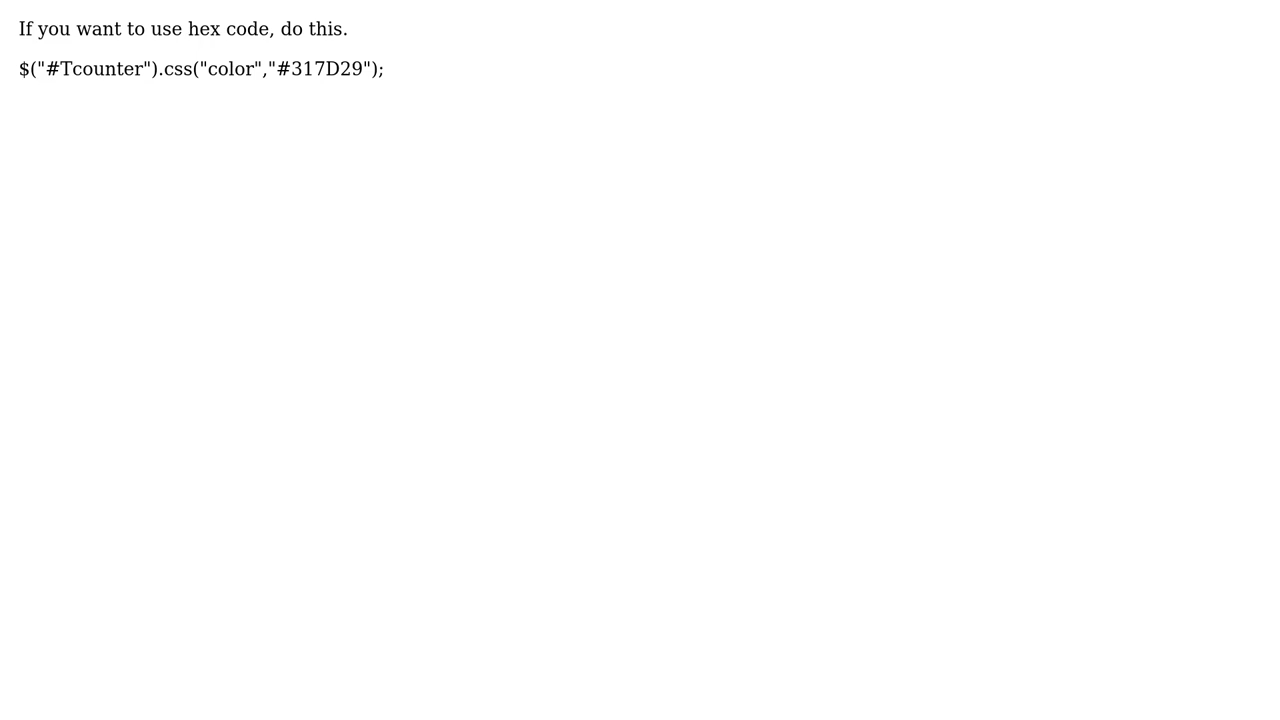 If you want to use hex code, do this.
$("#Tcounter").css("color","#317D29");